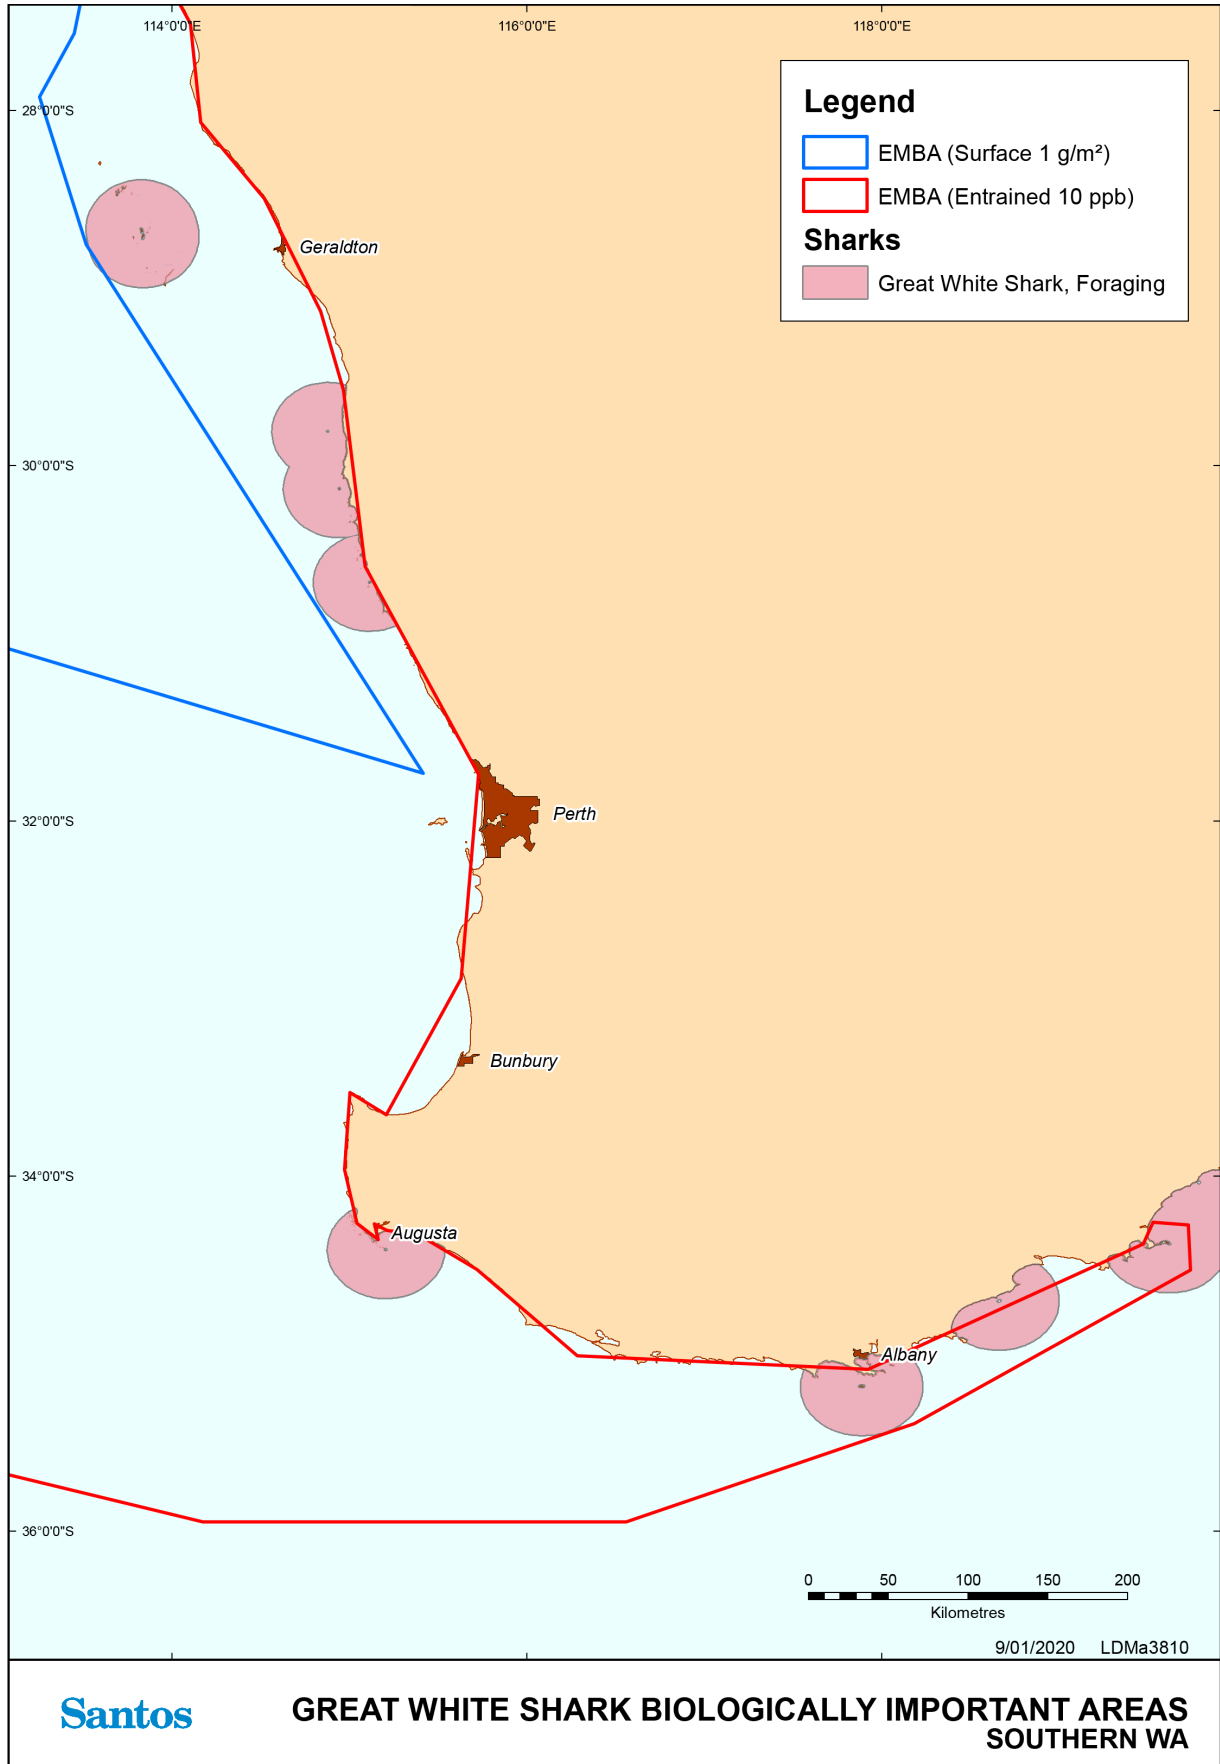 114°0'0"E
116°0'0"E
118°0'0"E
28°0'0"S
Legend
EMBA (Surface 1 g/m²)
EMBA (Entrained 10 ppb)
Sharks
Great White Shark, Foraging
Geraldton
30°0'0"S
32°0'0"S
Perth
Bunbury
34°0'0"S
Augusta
Albany
36°0'0"S
0 50 100 150 200
Kilometres
9/01/2020 LDMa3810
Santos
GREAT WHITE SHARK BIOLOGICALLY IMPORTANT AREAS
SOUTHERN WA